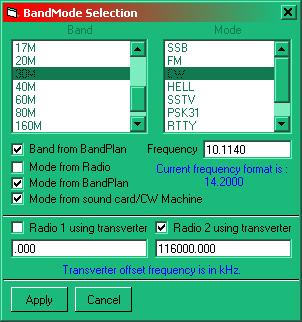 BandMode Selection
Band Mode
17M
20M
30M
40M
60M
80M
160M
SSB
FM
CW
HELL
SSTV
PSK31
RTTY
Band from BandPlan Frequency 10.1140
Mode from Radio
Current frequency format is :
14.2000
Mode from BandPlan
Mode from sound card/CW Machine
Radio 1 using transverter Radio 2 using transverter
.000 116000.000
Transverter offset frequency is in kHz.
Apply Cancel